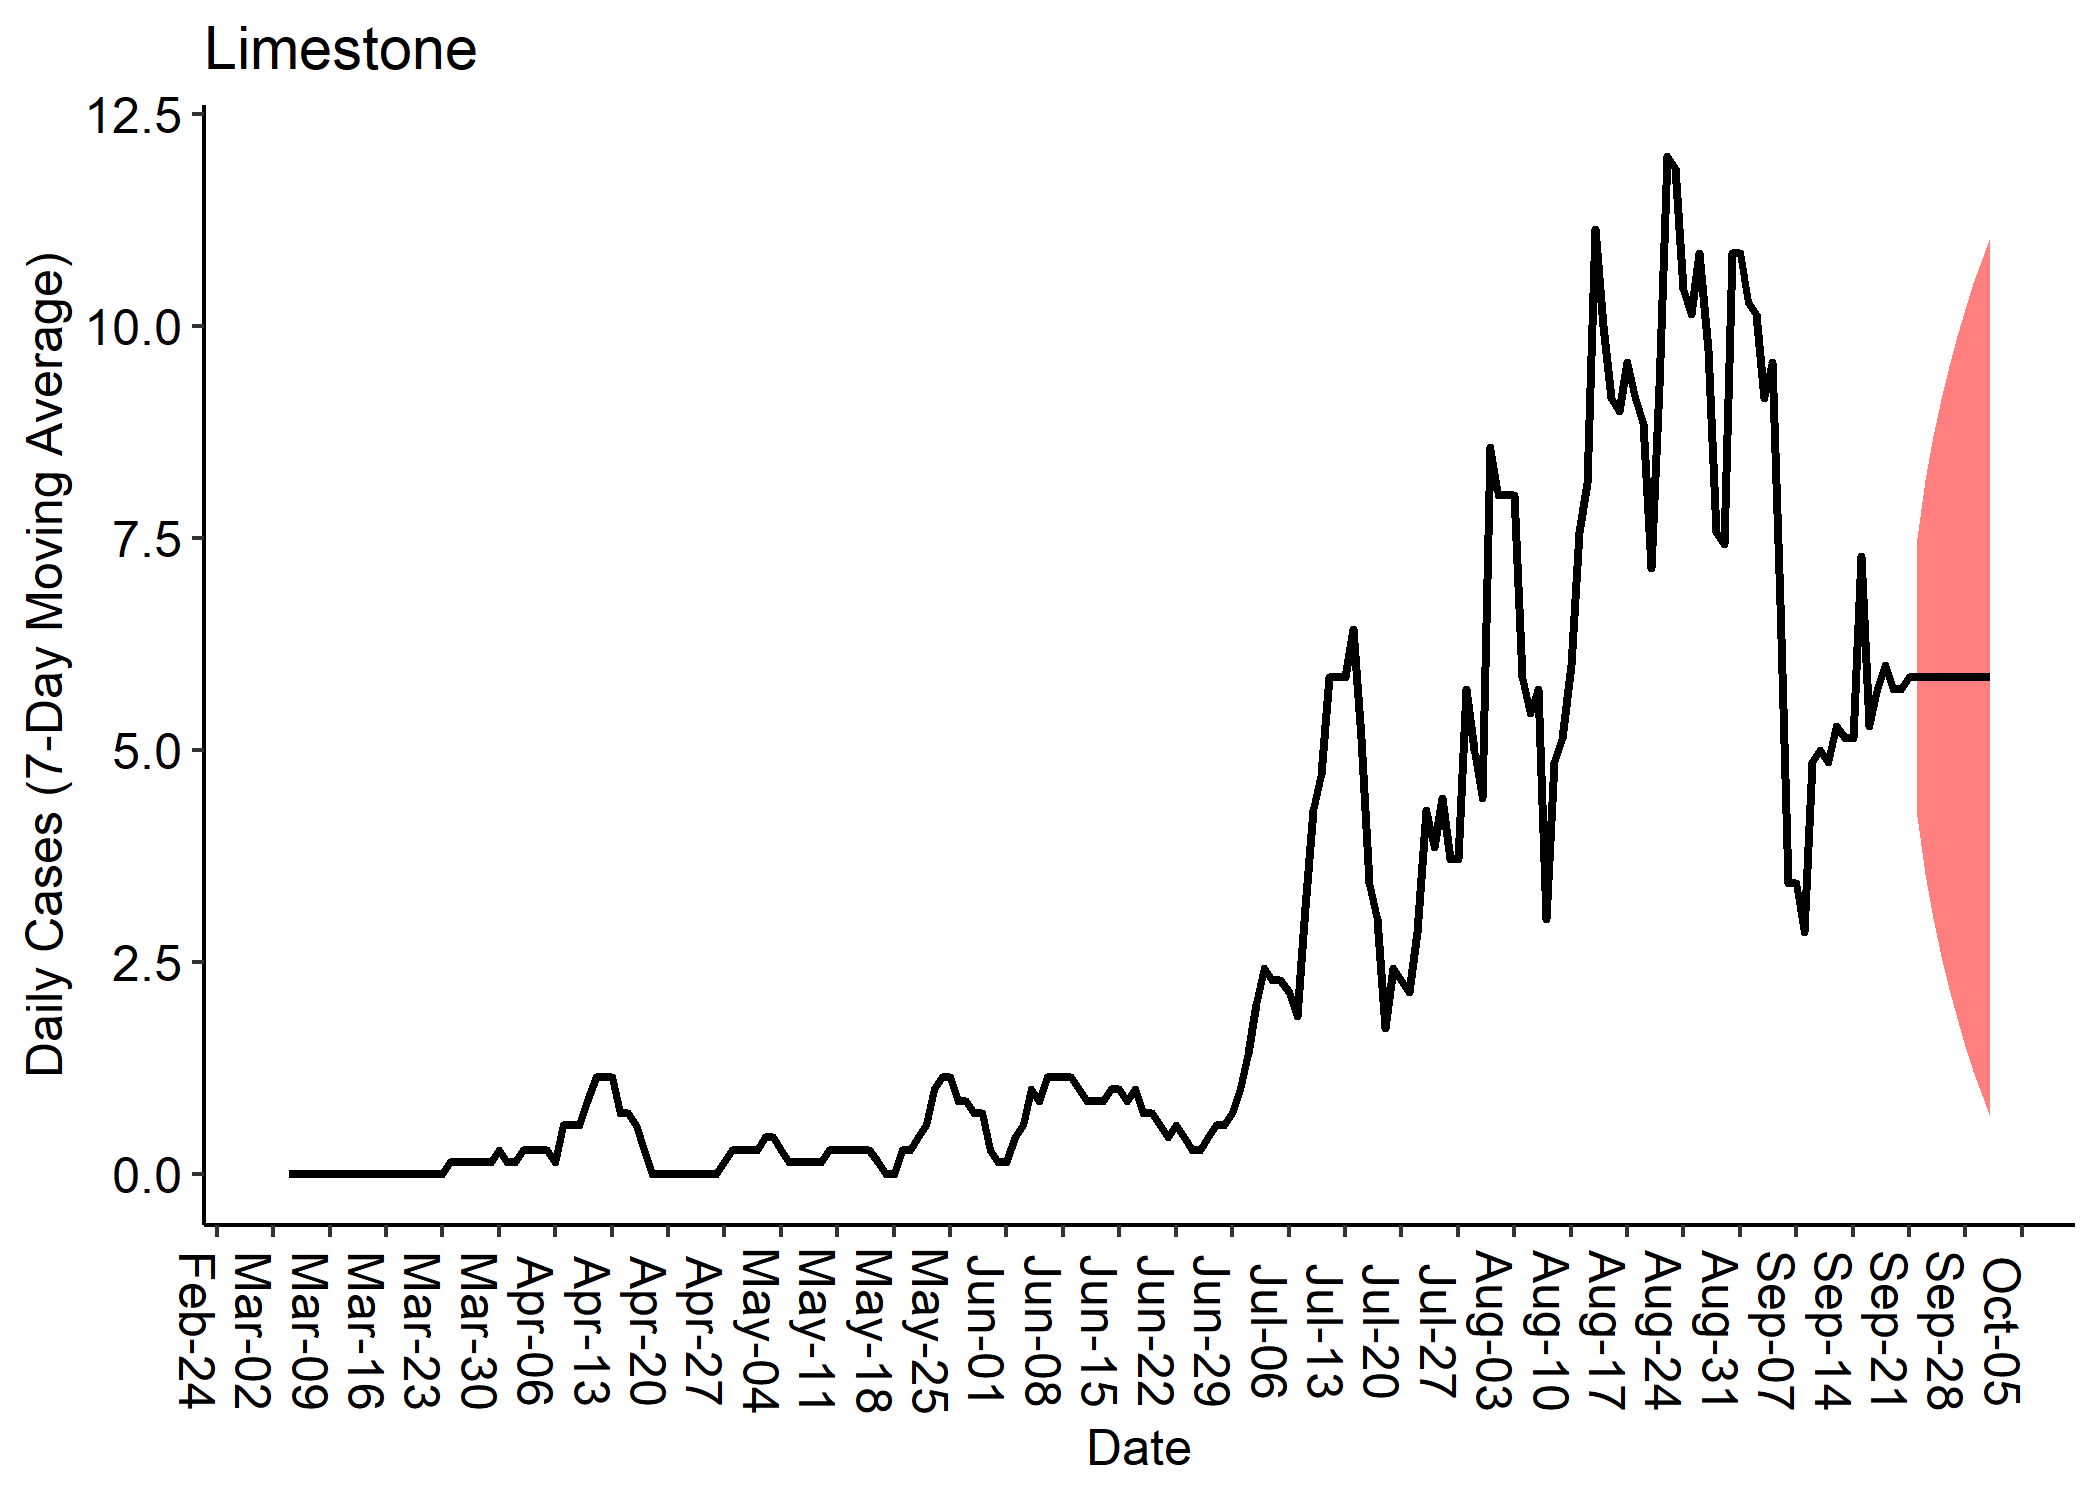 Limestone
Daily Cases (7-Day Moving Average)
12.5
10.0
7.5
5.0
2.5
0.0
Feb-24
Mar-02
Mar-09
Mar-16
Mar-23
Mar-30
Apr-06
Apr-13
Apr-20
Apr-27
May-04
May-11
May-18
May-25
Jun-01
Jun-08
Jun-15
Jun-22
Jun-29
Jul-06
Jul-13
Jul-20
Jul-27
Aug-03
Aug-10
Aug-17
Aug-24
Aug-31
Sep-07
Sep-14
Sep-21
Sep-28
Oct-05
Date